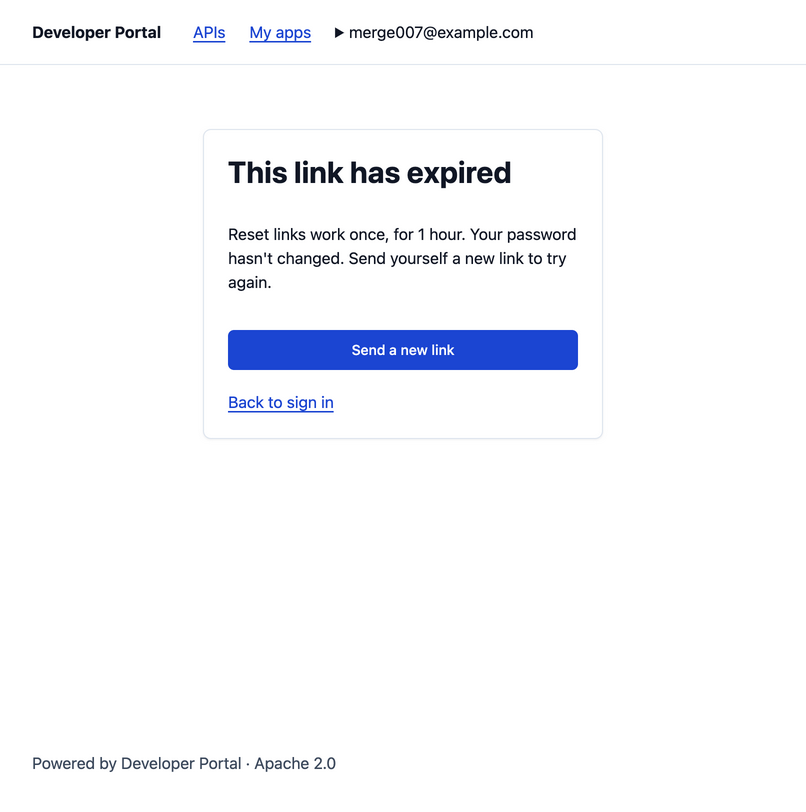 Developer Portal APIs My apps ▶ merge007@example.com
This link has expired
Reset links work once, for 1 hour. Your password
hasn't changed. Send yourself a new link to try
again.
Send a new link
Back to sign in
Powered by Developer Portal · Apache 2.0